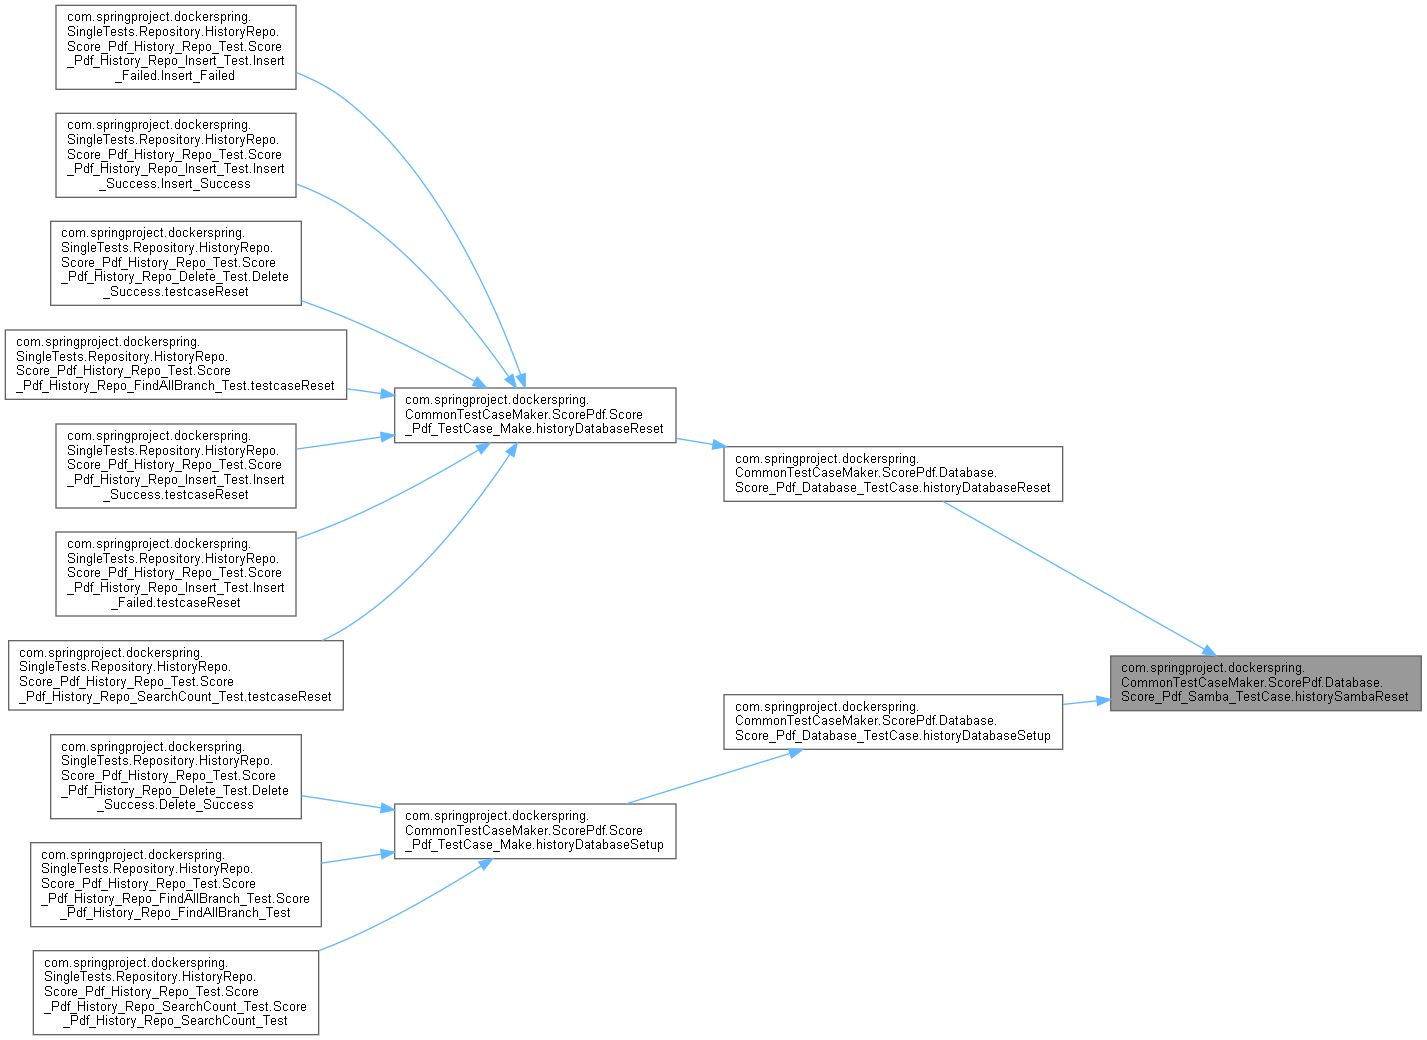 com.springproject.dockerspring.
SingleTests.Repository.HistoryRepo.
Score_Pdf_History_Repo_Test.Score
_Pdf_History_Repo_Insert_Test.Insert
_Failed.Insert_Failed
com.springproject.dockerspring.
SingleTests.Repository.HistoryRepo.
Score_Pdf_History_Repo_Test.Score
_Pdf_History_Repo_Insert_Test.Insert
_Success.Insert_Success
com.springproject.dockerspring.
SingleTests.Repository.HistoryRepo.
Score_Pdf_History_Repo_Test.Score
_Pdf_History_Repo_Delete_Test.Delete
_Success.testcaseReset
com.springproject.dockerspring.
SingleTests.Repository.HistoryRepo.
Score_Pdf_History_Repo_Test.Score
_Pdf_History_Repo_FindAllBranch_Test.testcaseReset
com.springproject.dockerspring.
SingleTests.Repository.HistoryRepo.
Score_Pdf_History_Repo_Test.Score
_Pdf_History_Repo_Insert_Test.Insert
_Success.testcaseReset
com.springproject.dockerspring.
SingleTests.Repository.HistoryRepo.
Score_Pdf_History_Repo_Test.Score
_Pdf_History_Repo_Insert_Test.Insert
_Failed.testcaseReset
com.springproject.dockerspring.
SingleTests.Repository.HistoryRepo.
Score_Pdf_History_Repo_Test.Score
_Pdf_History_Repo_SearchCount_Test.testcaseReset
com.springproject.dockerspring.
SingleTests.Repository.HistoryRepo.
Score_Pdf_History_Repo_Test.Score
_Pdf_History_Repo_Delete_Test.Delete
_Success.Delete_Success
com.springproject.dockerspring.
SingleTests.Repository.HistoryRepo.
Score_Pdf_History_Repo_Test.Score
_Pdf_History_Repo_FindAllBranch_Test.Score
_Pdf_History_Repo_FindAllBranch_Test
com.springproject.dockerspring.
SingleTests.Repository.HistoryRepo.
Score_Pdf_History_Repo_Test.Score
_Pdf_History_Repo_SearchCount_Test.Score
_Pdf_History_Repo_SearchCount_Test
com.springproject.dockerspring.
CommonTestCaseMaker.ScorePdf.Score
_Pdf_TestCase_Make.historyDatabaseReset
com.springproject.dockerspring.
CommonTestCaseMaker.ScorePdf.Score
_Pdf_TestCase_Make.historyDatabaseSetup
com.springproject.dockerspring.
CommonTestCaseMaker.ScorePdf.Database.
Score_Pdf_Database_TestCase.historyDatabaseReset
com.springproject.dockerspring.
CommonTestCaseMaker.ScorePdf.Database.
Score_Pdf_Database_TestCase.historyDatabaseSetup
com.springproject.dockerspring.
CommonTestCaseMaker.ScorePdf.Database.
Score_Pdf_Samba_TestCase.historySambaReset